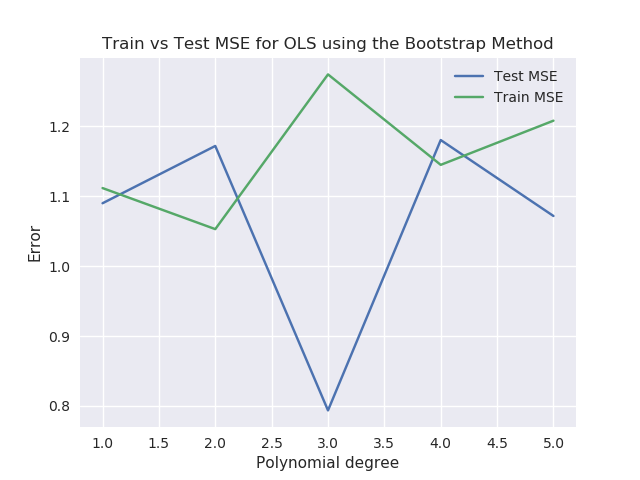 Train vs Test MSE for OLS using the Bootstrap Method
Test MSE
Train MSE
1.2
1.1
1.0
0.9
0.8
Error
1.0 1.5 2.0 2.5 3.0 3.5 4.0 4.5 5.0
Polynomial degree